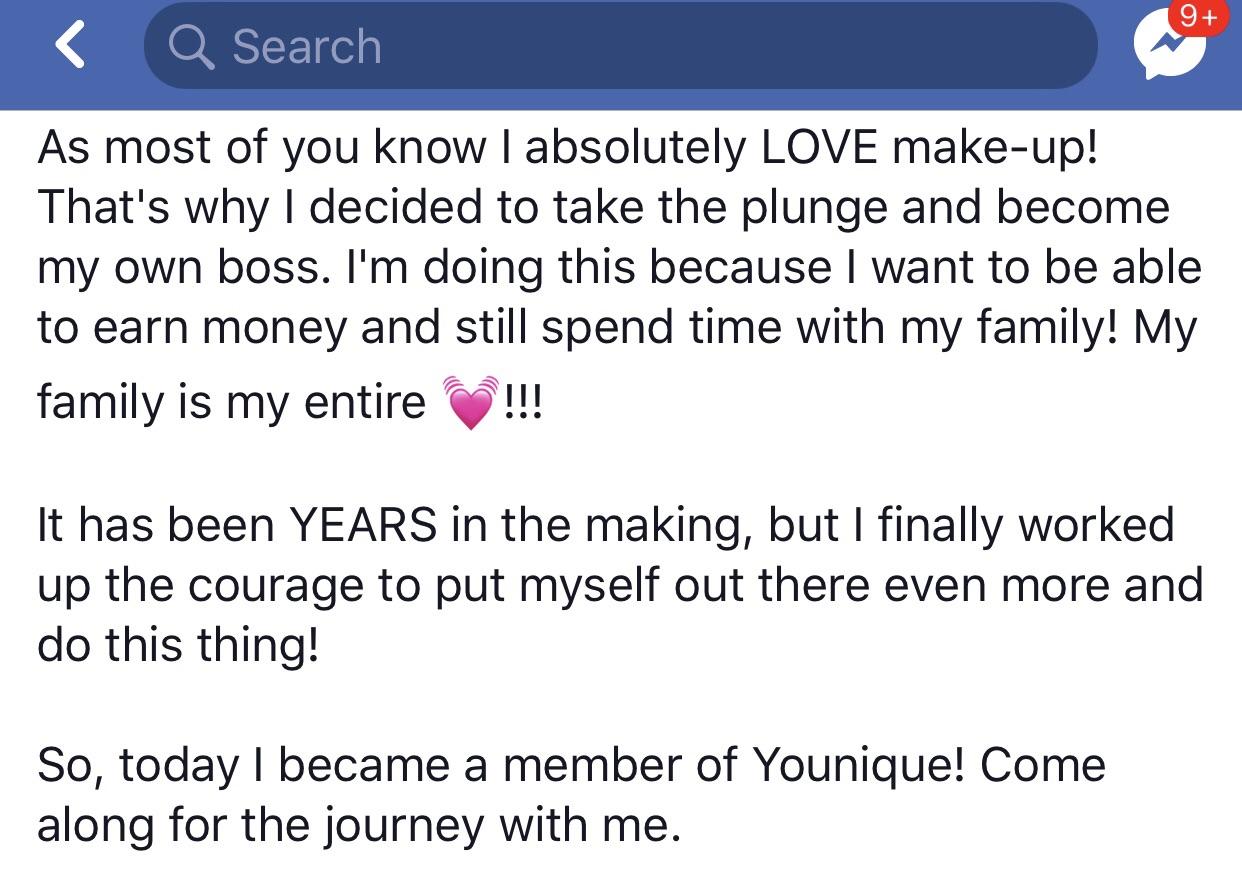 Search
9+
As most of you know I absolutely LOVE make-up!
That's why I decided to take the plunge and become
my own boss. I'm doing this because I want to be able
to earn money and still spend time with my family! My
family is my entire 💓!!!
It has been YEARS in the making, but I finally worked
up the courage to put myself out there even more and
do this thing!
So, today I became a member of Younique! Come
along for the journey with me.